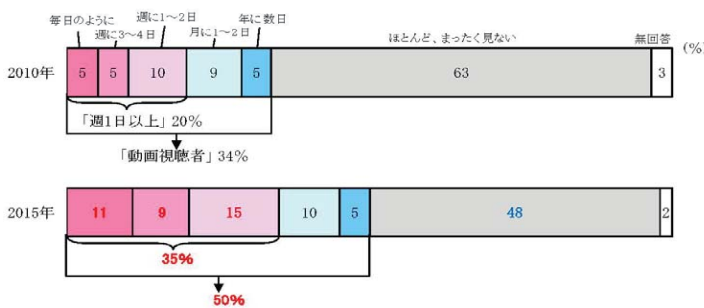 毎日のように
週に3～4日
週に1～2日
月に1～2日
年に数日
ほとんど、まったく見ない
無回答
(%)
2010年
5
5
10
9
5
63
3
「週1日以上」20%
「動画視聴者」34%
2015年
11
9
15
10
5
48
2
35%
50%